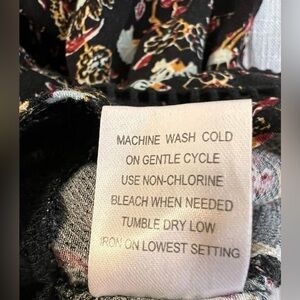 MACHINE WASH COLD
ON GENTLE CYCLE
USE NON-CHLORINE
BLEACH WHEN NEEDED
TUMBLE DRY LOW
IRON ON LOWEST SETTING